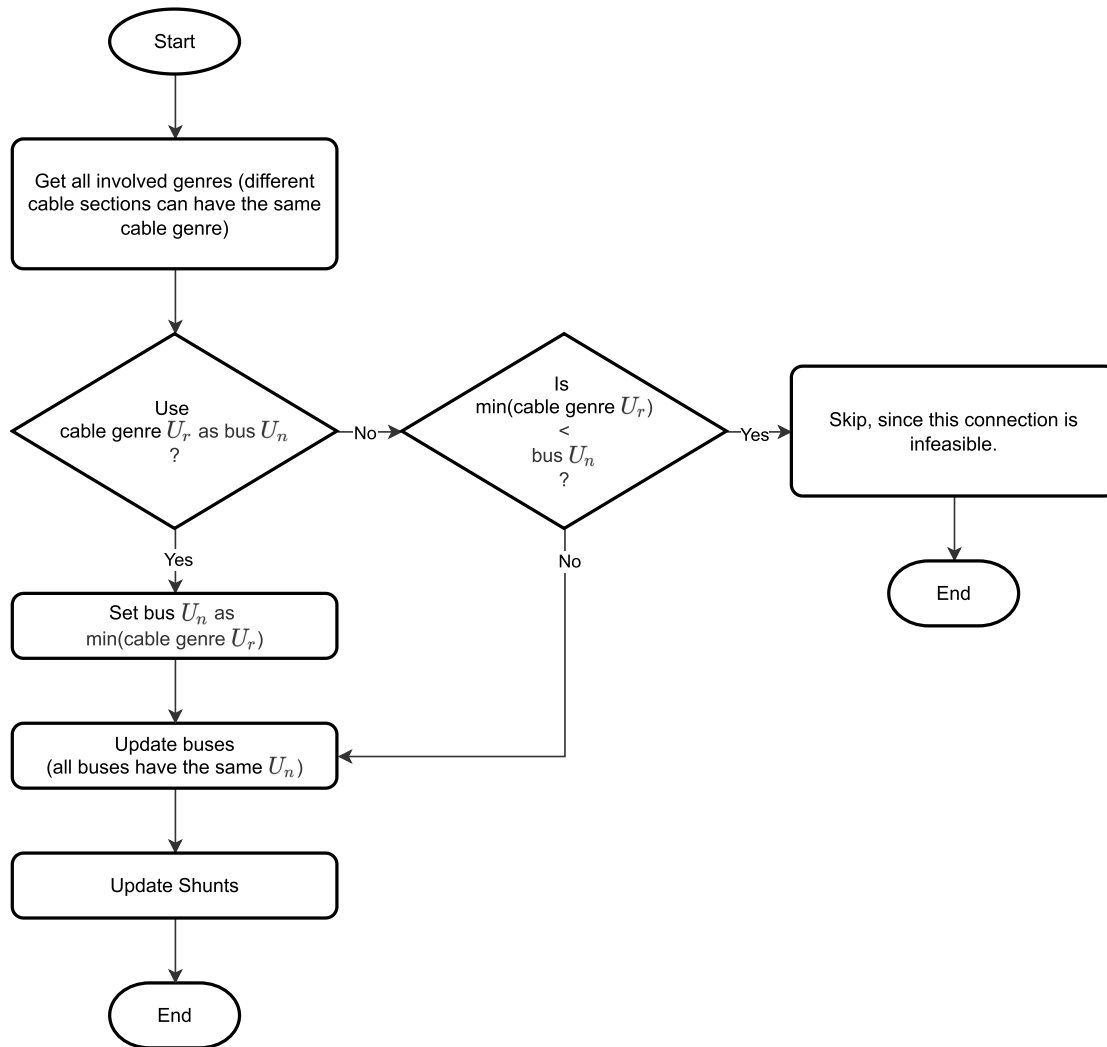 Start
Get all involved genres (different
cable sections can have the same
cable genre)
Use
cable genre U_r as bus U_n
?
No
Is
min(cable genre U_r)
<
bus U_n
?
Yes
Skip, since this connection is
infeasible.
End
Yes
No
Set bus U_n as
min(cable genre U_r)
Update buses
(all buses have the same U_n)
Update Shunts
End